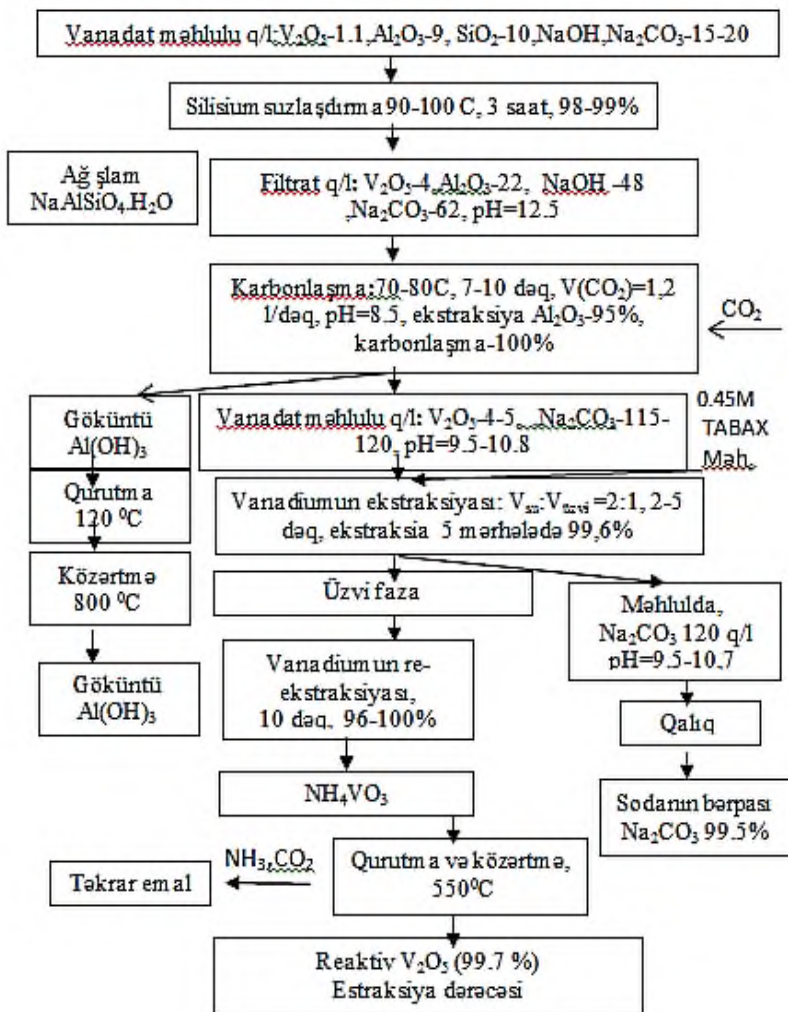 Vanadat məhlulu q/l:V₂O₅-1.1,Al₂O₃-9, SiO₂-10,NaOH,Na₂CO₃-15-20
Silisium suzlaşdırma90-100 C, 3 saat, 98-99%
Ağ şlam
NaAlSiO₄.H₂O
Filtrat q/l: V₂O₅-4,Al₂O₃-22, NaOH -48
,Na₂CO₃-62, pH=12.5
Karbonlaşma:70-80C, 7-10 dəq, V(CO₂)=1,2
l/dəq, pH=8.5, ekstraksiya Al₂O₃-95%,
karbonlaşma-100%
CO₂
Göküntü
Al(OH)₃
Vanadat məhlulu q/l: V₂O₅-4-5, Na₂CO₃-115-
120, pH=9.5-10.8
0.45M
TABAX
Məh.
Qurutma
120 ⁰C
Vanadiumun ekstraksiyası: Vₛᵤ:Vüzvi=2:1, 2-5
dəq, ekstraksia 5 mərhələdə 99,6%
Közərtmə
800 ⁰C
Üzvi faza
Məhlulda,
Na₂CO₃ 120 q/l
pH=9.5-10.7
Göküntü
Al(OH)₃
Vanadiumun re-
ekstraksiyası,
10 dəq, 96-100%
Qalıq
NH₄VO₃
Sodanın bərpası
Na₂CO₃ 99.5%
Təkrar emal
NH₃,CO₂
Qurutma və közərtmə,
550⁰C
Reaktiv V₂O₅ (99.7 %)
Estraksiya dərəcəsi